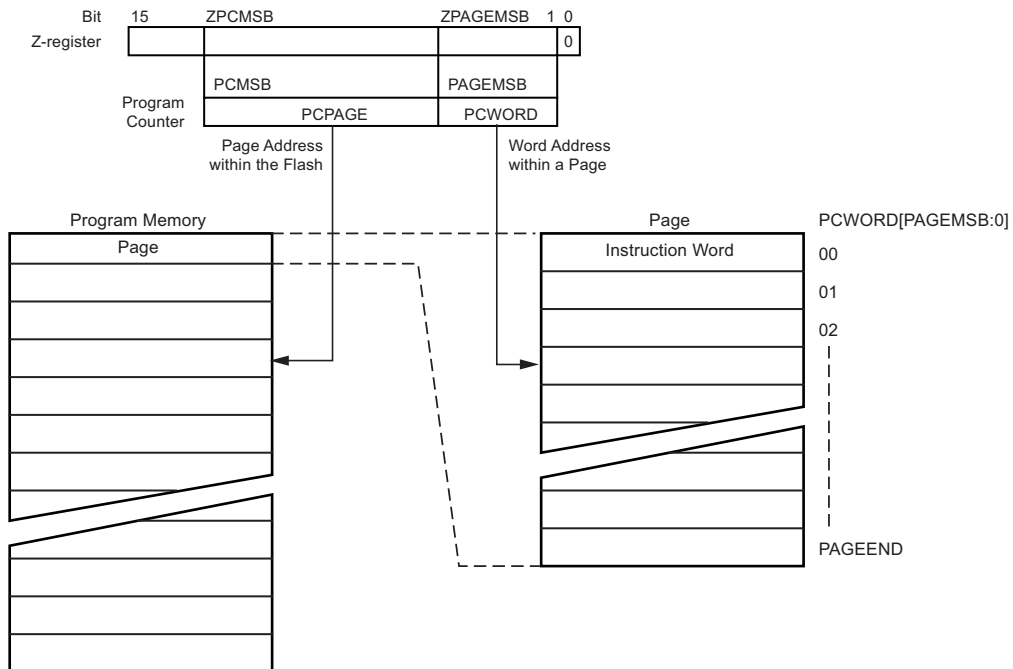 Bit 15 ZPCMSB ZPAGEMSB 1 0
Z-register 0
PCMSB PAGEMSB
Program
Counter
PCPAGE PCWORD
Page Address
within the Flash
Word Address
within a Page
Program Memory
Page
Page PCWORD[PAGEMSB:0]
Instruction Word 00
01
02
PAGEEND